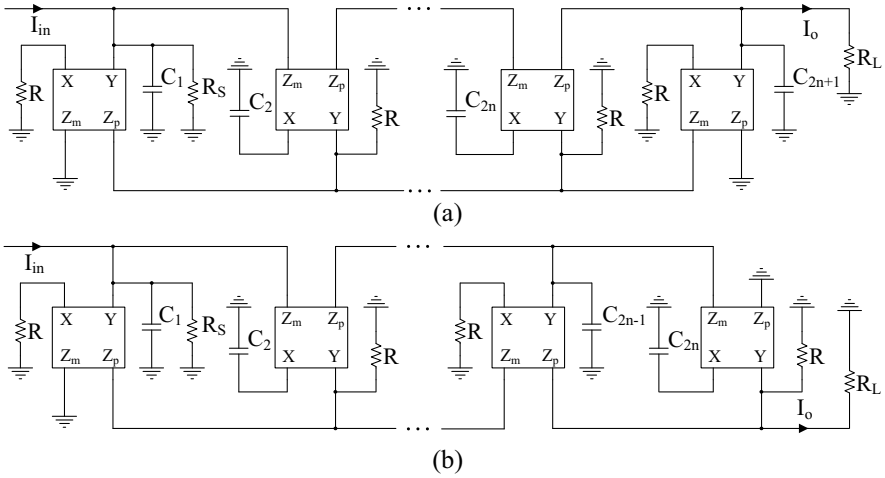 I_in
R
X Y
Z_m Z_p
C_1
R_S
C_2
Z_m Z_p
X Y
R
...
C_2n
Z_m Z_p
X Y
R
R
X Y
Z_m Z_p
I_o
C_2n+1
R_L
...
(a)
I_in
R
X Y
Z_m Z_p
C_1
R_S
C_2
Z_m Z_p
X Y
R
...
R
X Y
Z_m Z_p
C_2n-1
C_2n
Z_m Z_p
X Y
R
R_L
I_o
...
(b)